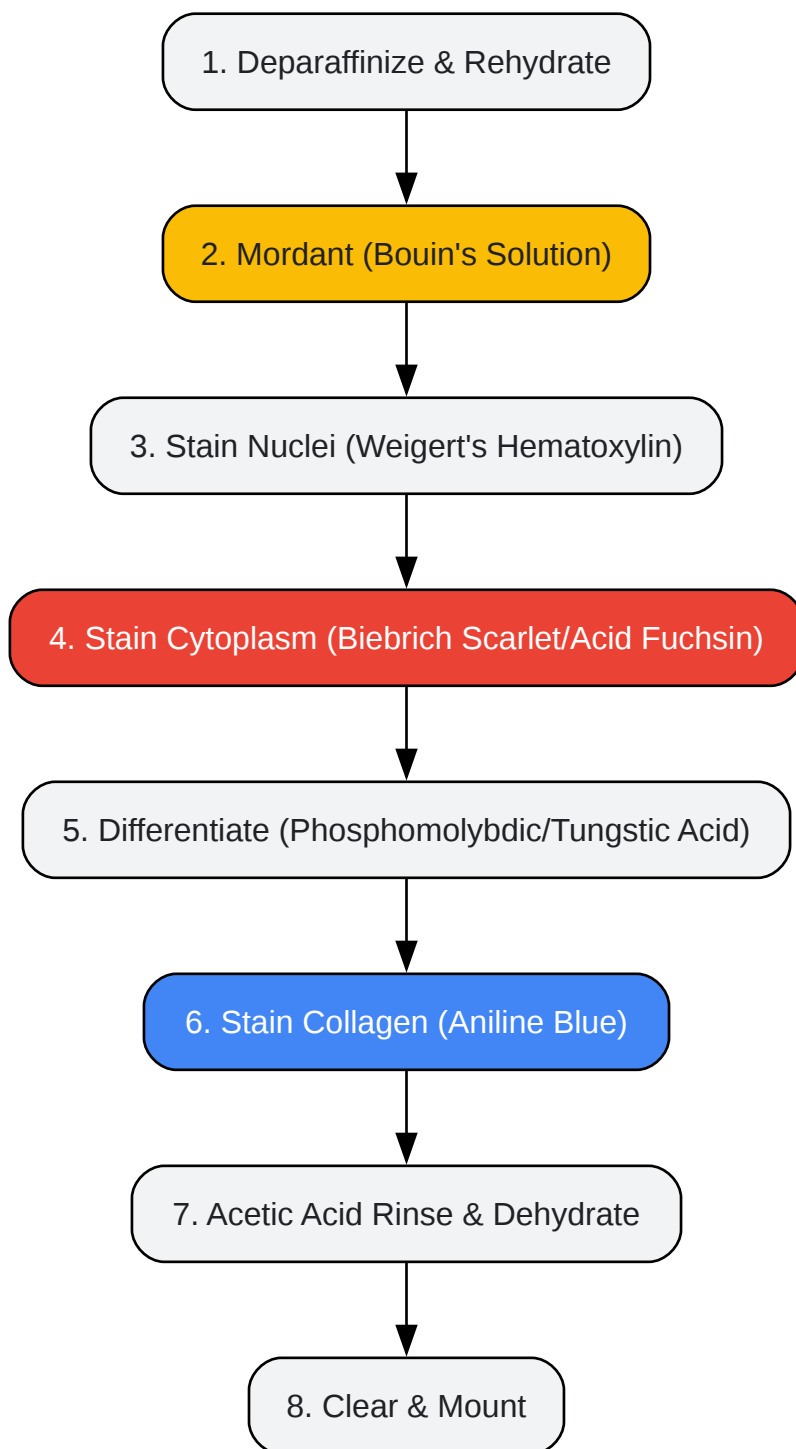 1. Deparaffinize & Rehydrate
2. Mordant (Bouin's Solution)
3. Stain Nuclei (Weigert's Hematoxylin)
4. Stain Cytoplasm (Biebrich Scarlet/Acid Fuchsin)
5. Differentiate (Phosphomolybdic/Tungstic Acid)
6. Stain Collagen (Aniline Blue)
7. Acetic Acid Rinse & Dehydrate
8. Clear & Mount